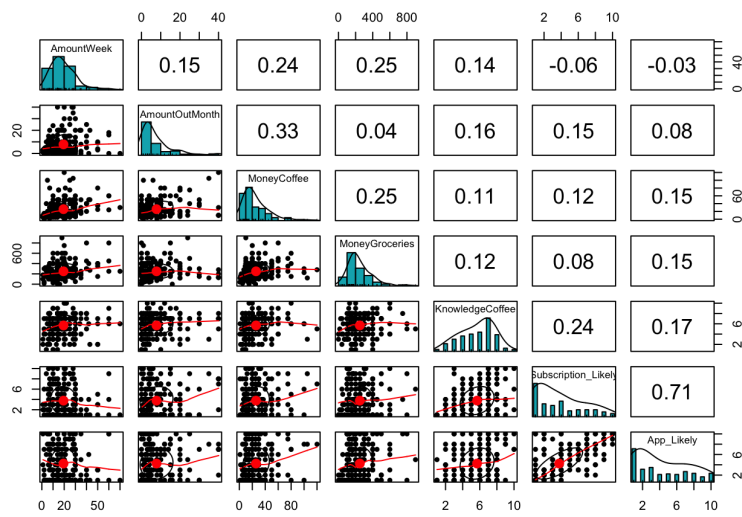 0 20 40 0 400 800 2 6 10 2 6 10
AmountWeek 0.15 0.24 0.25 0.14 -0.06 -0.03 0 40
0 20 AmountOutMonth 0.33 0.04 0.16 0.15 0.08
MoneyCoffee 0.25 0.11 0.12 0.15 0 60
0 600 MoneyGroceries 0.12 0.08 0.15
KnowledgeCoffee 0.24 0.17 2 6
2 6 Subscription_Likely 0.71
App_Likely 2 6
0 20 50 0 40 80 2 6 10 2 6 10